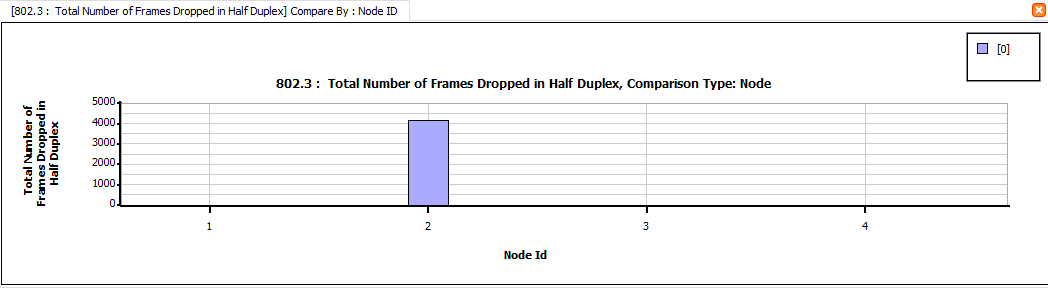 [802.3 :  Total Number of Frames Dropped in Half Duplex] Compare By : Node ID
[0]
802.3 :  Total Number of Frames Dropped in Half Duplex, Comparison Type: Node
Total Number of
Frames Dropped in
Half Duplex
5000
4000
3000
2000
1000
0
1
2
3
4
Node Id